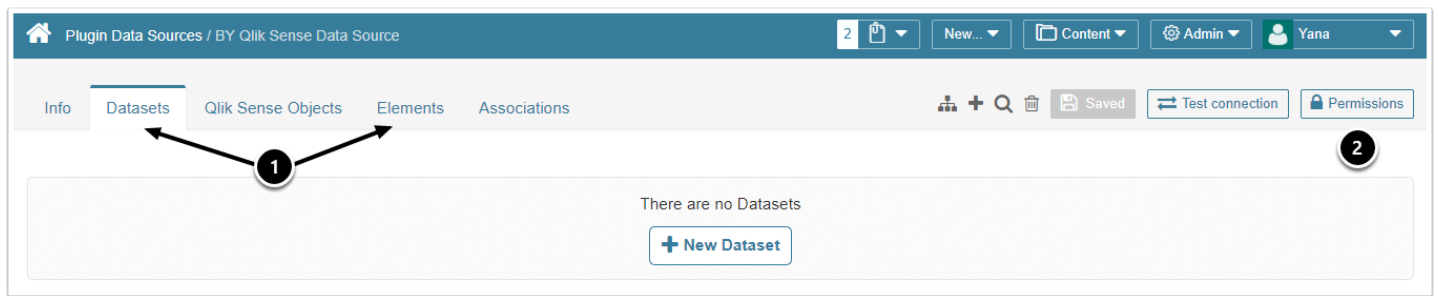 Plugin Data Sources / BY Qlik Sense Data Source 2 New... Content Admin Yana
Info Datasets Qlik Sense Objects Elements Associations Saved Test connection Permissions
1 2
There are no Datasets
New Dataset